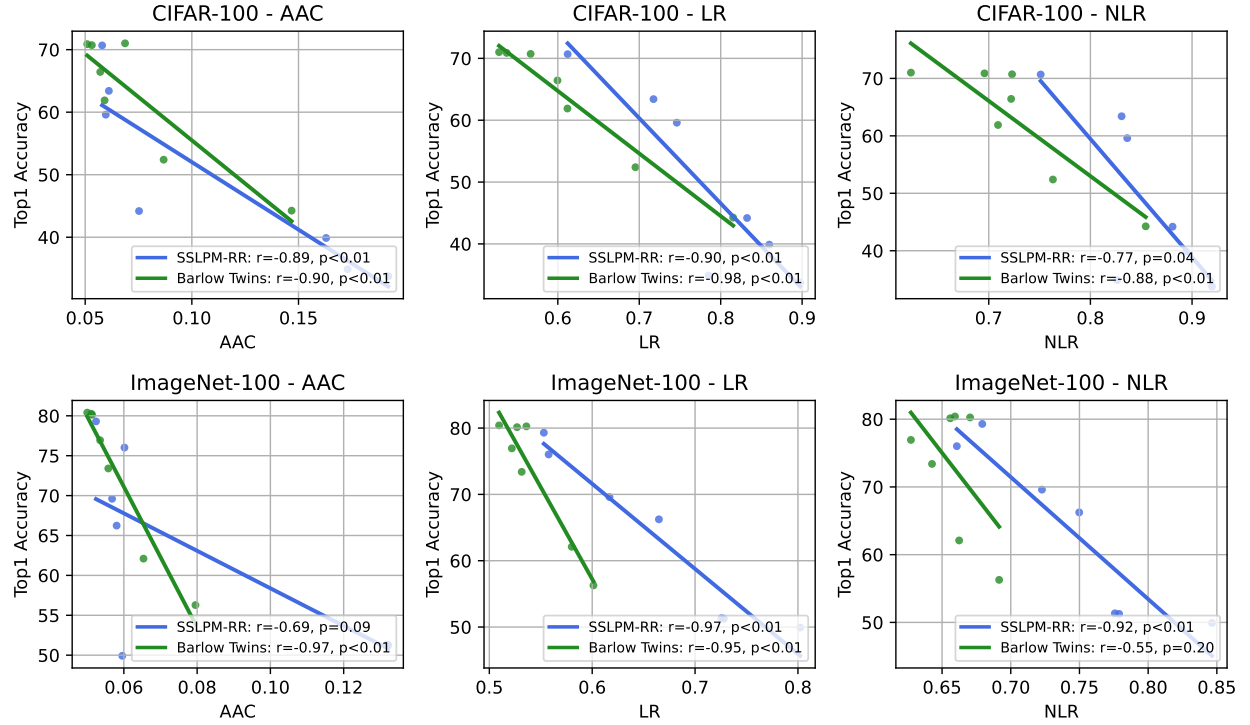 CIFAR-100 - AAC
Top1 Accuracy
70
60
50
40
SSLPM-RR: r=-0.89, p<0.01
Barlow Twins: r=-0.90, p<0.01
0.05 0.10 0.15
AAC
CIFAR-100 - LR
Top1 Accuracy
70
60
50
40
SSLPM-RR: r=-0.90, p<0.01
Barlow Twins: r=-0.98, p<0.01
0.6 0.7 0.8 0.9
LR
CIFAR-100 - NLR
Top1 Accuracy
70
60
50
40
SSLPM-RR: r=-0.77, p=0.04
Barlow Twins: r=-0.88, p<0.01
0.7 0.8 0.9
NLR
ImageNet-100 - AAC
Top1 Accuracy
80
75
70
65
60
55
50
SSLPM-RR: r=-0.69, p=0.09
Barlow Twins: r=-0.97, p<0.01
0.06 0.08 0.10 0.12
AAC
ImageNet-100 - LR
Top1 Accuracy
80
70
60
50
SSLPM-RR: r=-0.97, p<0.01
Barlow Twins: r=-0.95, p<0.01
0.5 0.6 0.7 0.8
LR
ImageNet-100 - NLR
Top1 Accuracy
80
70
60
50
SSLPM-RR: r=-0.92, p<0.01
Barlow Twins: r=-0.55, p=0.20
0.65 0.70 0.75 0.80 0.85
NLR